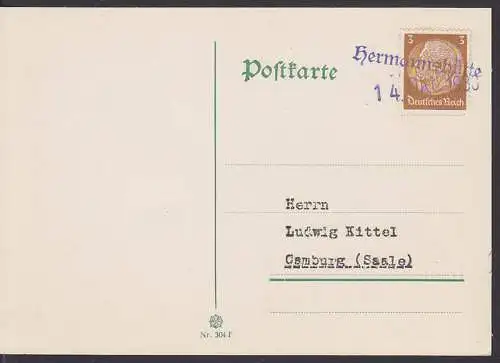 Postkarte
Hermannshütte
14.
3 3
Deutsches Reich
Herrn
Ludwig Kittel
Camburg (Saale)
Nr. 304 F